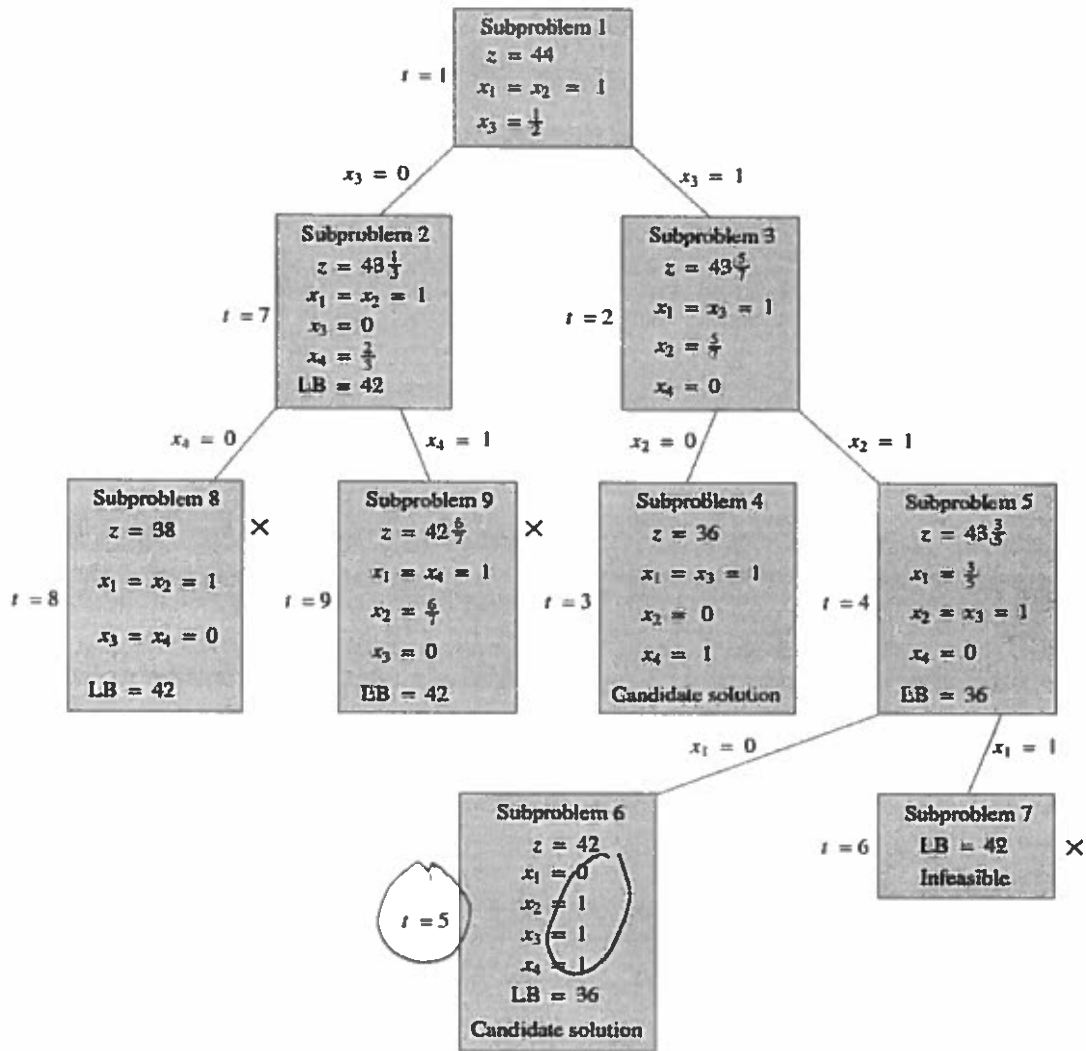 Subproblem 1
z = 44
t = 1
x₁ = x₂ = 1
x₃ = 1/2
x₃ = 0
x₃ = 1
Subproblem 2
z = 43 1/3
x₁ = x₂ = 1
t = 7
x₃ = 0
x₄ = 2/3
LB = 42
Subproblem 3
z = 43 5/7
x₁ = x₃ = 1
t = 2
x₂ = 5/7
x₄ = 0
x₄ = 0
x₄ = 1
x₂ = 0
x₂ = 1
Subproblem 8
z = 38
×
x₁ = x₂ = 1
t = 8
x₃ = x₄ = 0
LB = 42
Subproblem 9
z = 42 6/7
×
x₁ = x₄ = 1
t = 9
x₂ = 6/7
x₃ = 0
LB = 42
Subproblem 4
z = 36
x₁ = x₃ = 1
t = 3
x₂ = 0
x₄ = 1
Candidate solution
Subproblem 5
z = 43 3/5
x₁ = 3/5
t = 4
x₂ = x₃ = 1
x₄ = 0
LB = 36
x₁ = 0
x₁ = 1
Subproblem 6
z = 42
x₁ = 0
x₂ = 1
t = 5
x₃ = 1
x₄ = 1
LB = 36
Candidate solution
Subproblem 7
t = 6
LB = 42
×
Infeasible